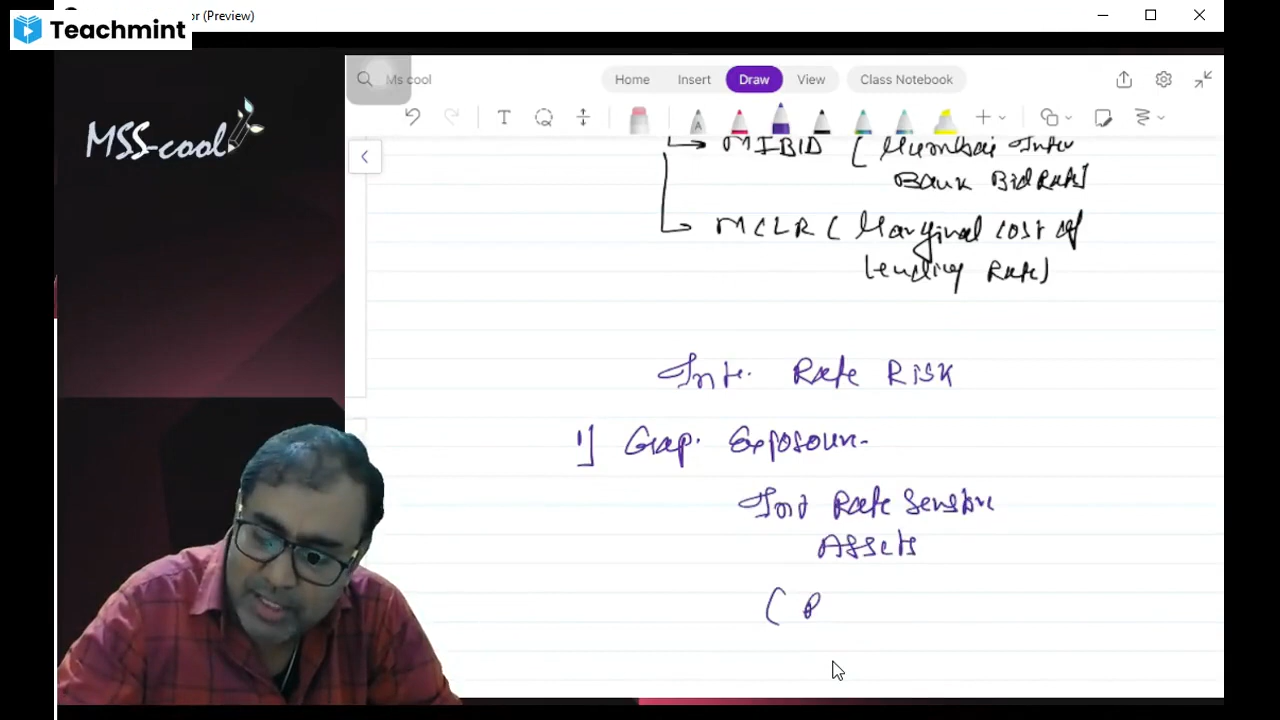 or (Preview)
Teachmint
MSS-cool
Ms cool
Home Insert Draw View Class Notebook
T
A
MIBID [ Mumbai Inter
Bank Bid Rate]
MCLR ( Marginal cost of
lending Rate)
Int. Rate Risk
1] Gap. Exposure.
Int Rate Sensitive
Assets
( R